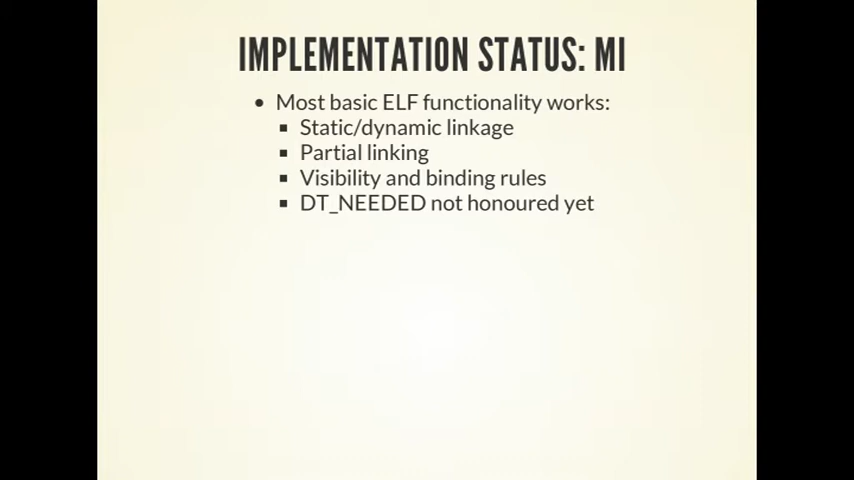 IMPLEMENTATION STATUS: MI
• Most basic ELF functionality works:
▪ Static/dynamic linkage
▪ Partial linking
▪ Visibility and binding rules
▪ DT_NEEDED not honoured yet